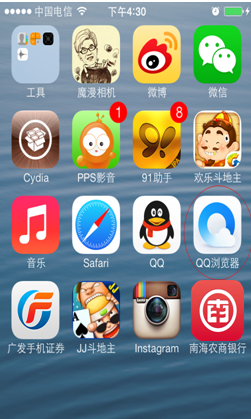 中国电信 下午4:30
工具 魔漫相机 微博 微信
1 8
Cydia PPS影音 91助手 欢乐斗地主
音乐 Safari QQ QQ浏览器
广发手机证券 JJ斗地主 Instagram 南海农商银行